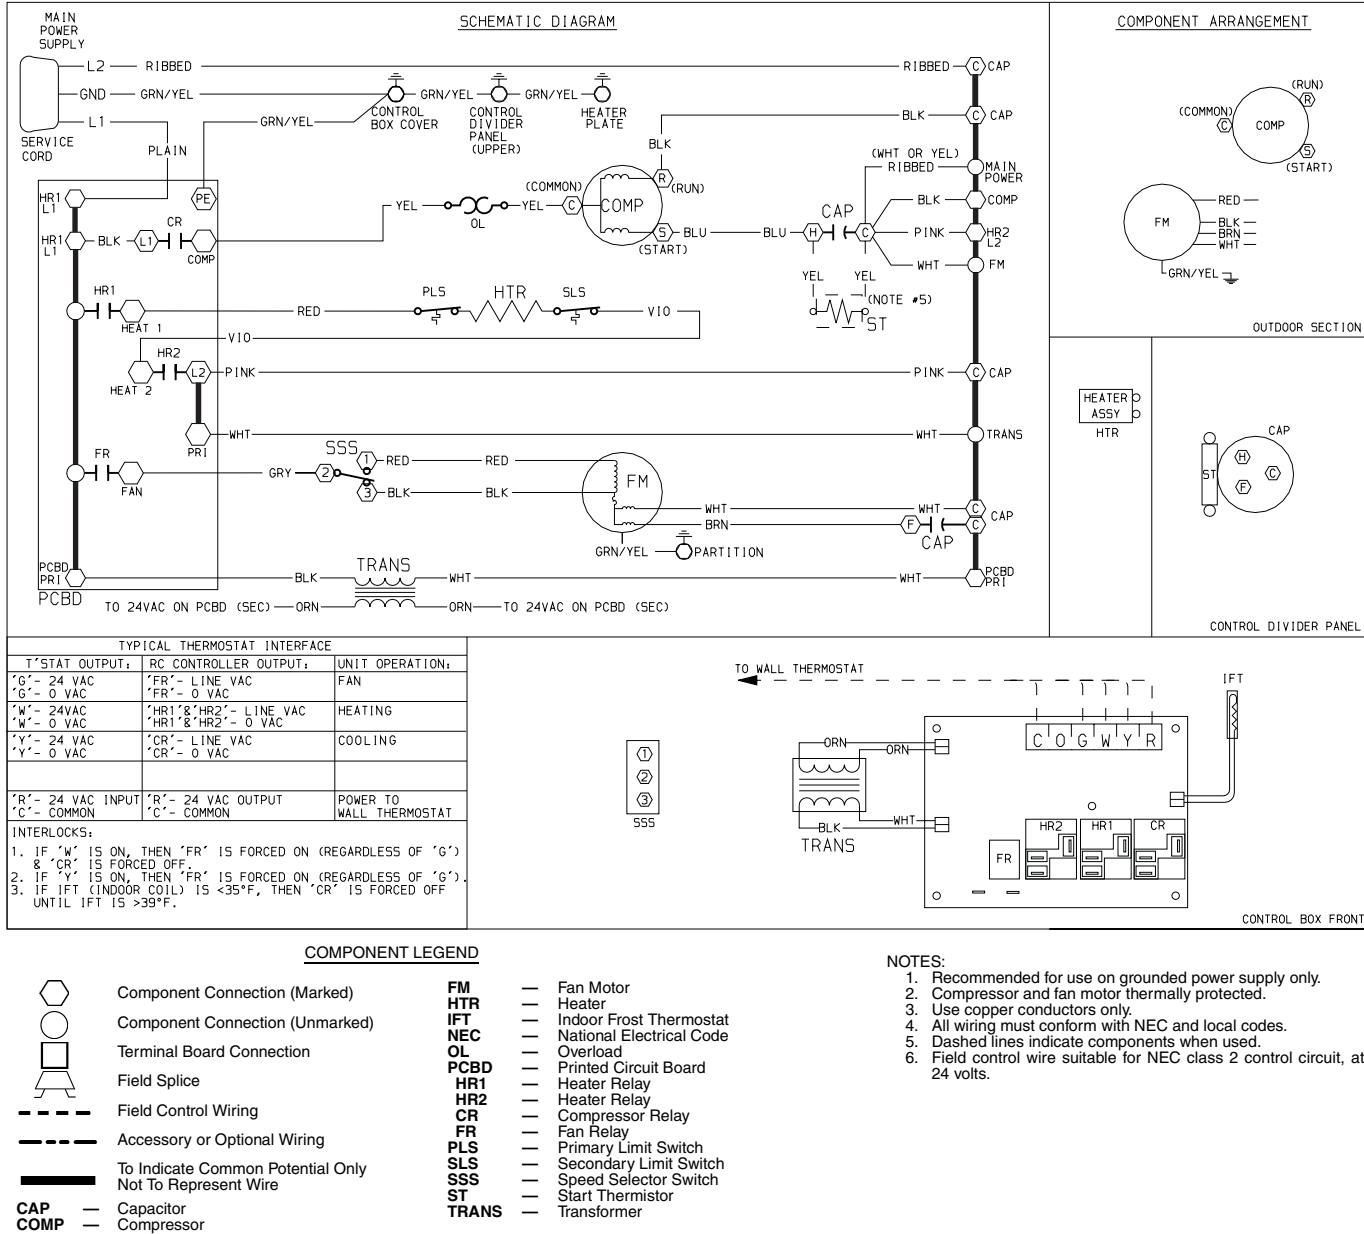 MAIN
POWER
SUPPLY
SCHEMATIC DIAGRAM
L2 RIBBED RIBBED C CAP
GND GRN/YEL GRN/YEL GRN/YEL
CONTROL
BOX COVER
CONTROL
DIVIDER
PANEL
(UPPER)
HEATER
PLATE
L1 GRN/YEL BLK C CAP
SERVICE
CORD
PLAIN
BLK
(WHT OR YEL)
RIBBED
MAIN
POWER
HR1
L1
PE
(COMMON)
R (RUN)
YEL OL YEL C COMP
BLK COMP
CR
HR1
L1
BLK L1 COMP
S BLU BLU H CAP C PINK HR2
L2
(START)
WHT FM
YEL YEL
(NOTE #5)
ST
HR1
HEAT 1
RED PLS HTR SLS VIO
VIO
HR2
HEAT 2
L2 PINK PINK C CAP
PRI
WHT WHT TRANS
FR
FAN
GRY SSS 2 1 RED RED
3 BLK BLK
FM
WHT WHT C
CAP
BRN F CAP C
GRN/YEL PARTITION
PCBD
PRI
PCBD
BLK TRANS WHT WHT PCBD
PRI
TO 24VAC ON PCBD (SEC) ORN ORN TO 24VAC ON PCBD (SEC)
COMPONENT ARRANGEMENT
(RUN)
R
(COMMON)
C
COMP
S
(START)
FM
RED
BLK
BRN
WHT
GRN/YEL
OUTDOOR SECTION
HEATER
ASSY
HTR
CAP
H
C
F
ST
CONTROL DIVIDER PANEL
TYPICAL THERMOSTAT INTERFACE
T'STAT OUTPUT: RC CONTROLLER OUTPUT: UNIT OPERATION:
'G'- 24 VAC 'FR'- LINE VAC FAN
'G'- 0 VAC 'FR'- 0 VAC
'W'- 24VAC 'HR1'&'HR2'- LINE VAC HEATING
'W'- 0 VAC 'HR1'&'HR2'- 0 VAC
'Y'- 24 VAC 'CR'- LINE VAC COOLING
'Y'- 0 VAC 'CR'- 0 VAC
'R'- 24 VAC INPUT 'R'- 24 VAC OUTPUT POWER TO
'C'- COMMON 'C'- COMMON WALL THERMOSTAT
INTERLOCKS:
1. IF 'W' IS ON, THEN 'FR' IS FORCED ON (REGARDLESS OF 'G')
& 'CR' IS FORCED OFF.
2. IF 'Y' IS ON, THEN 'FR' IS FORCED ON (REGARDLESS OF 'G').
3. IF IFT (INDOOR COIL) IS <35°F, THEN 'CR' IS FORCED OFF
UNTIL IFT IS >39°F.
TO WALL THERMOSTAT
IFT
C O G W Y R
1
2
3
SSS
ORN
ORN
WHT
BLK
TRANS
FR
HR2 HR1 CR
CONTROL BOX FRONT
COMPONENT LEGEND
Component Connection (Marked)
Component Connection (Unmarked)
Terminal Board Connection
Field Splice
Field Control Wiring
Accessory or Optional Wiring
To Indicate Common Potential Only
Not To Represent Wire
CAP — Capacitor
COMP — Compressor
FM — Fan Motor
HTR — Heater
IFT — Indoor Frost Thermostat
NEC — National Electrical Code
OL — Overload
PCBD — Printed Circuit Board
HR1 — Heater Relay
HR2 — Heater Relay
CR — Compressor Relay
FR — Fan Relay
PLS — Primary Limit Switch
SLS — Secondary Limit Switch
SSS — Speed Selector Switch
ST — Start Thermistor
TRANS — Transformer
NOTES:
1. Recommended for use on grounded power supply only.
2. Compressor and fan motor thermally protected.
3. Use copper conductors only.
4. All wiring must conform with NEC and local codes.
5. Dashed lines indicate components when used.
6. Field control wire suitable for NEC class 2 control circuit, at
24 volts.